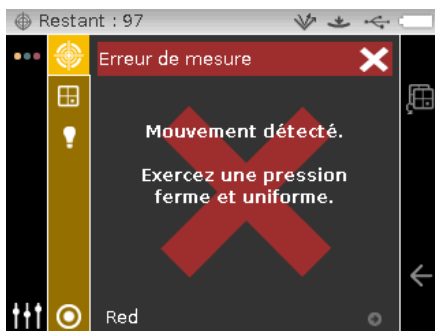 Restant : 97
Erreur de mesure
Mouvement détecté.
Exercez une pression
ferme et uniforme.
Red